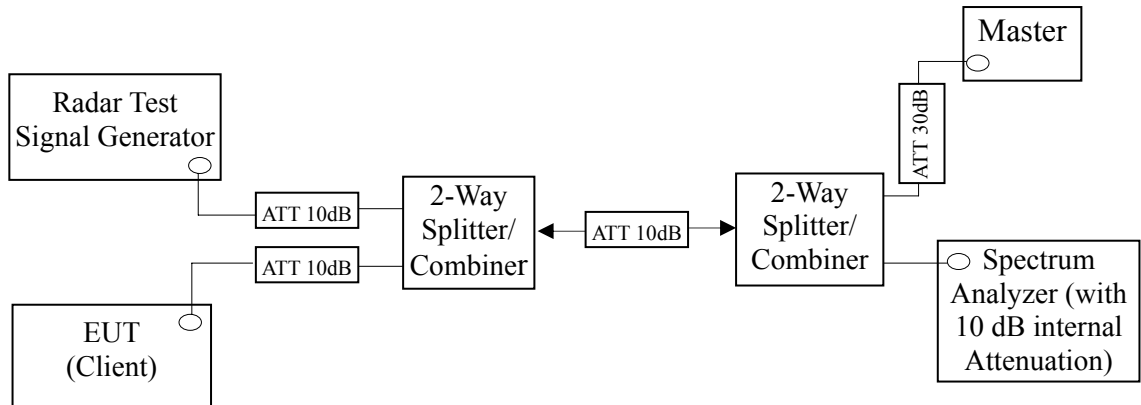 Master
Radar Test
Signal Generator
ATT 30dB
2-Way
Splitter/
Combiner
2-Way
Splitter/
Combiner
ATT 10dB
ATT 10dB
ATT 10dB
EUT
(Client)
Spectrum
Analyzer (with
10 dB internal
Attenuation)